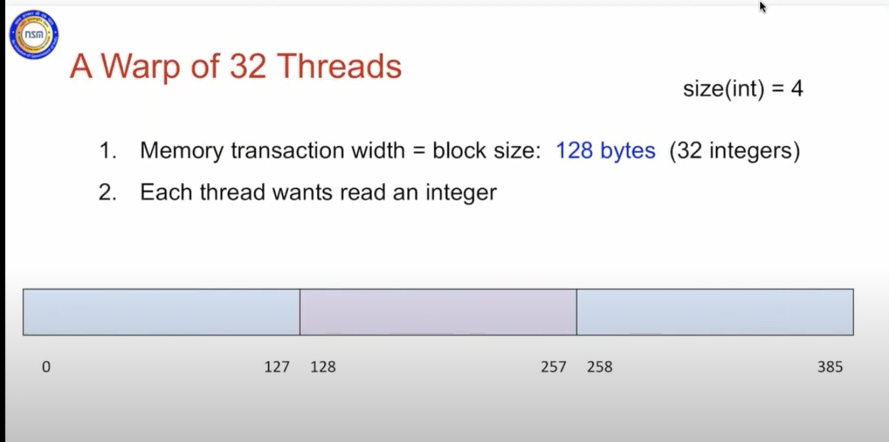 nsm
A Warp of 32 Threads
size(int) = 4
1. Memory transaction width = block size: 128 bytes (32 integers)
2. Each thread wants read an integer
0 127 128 257 258 385